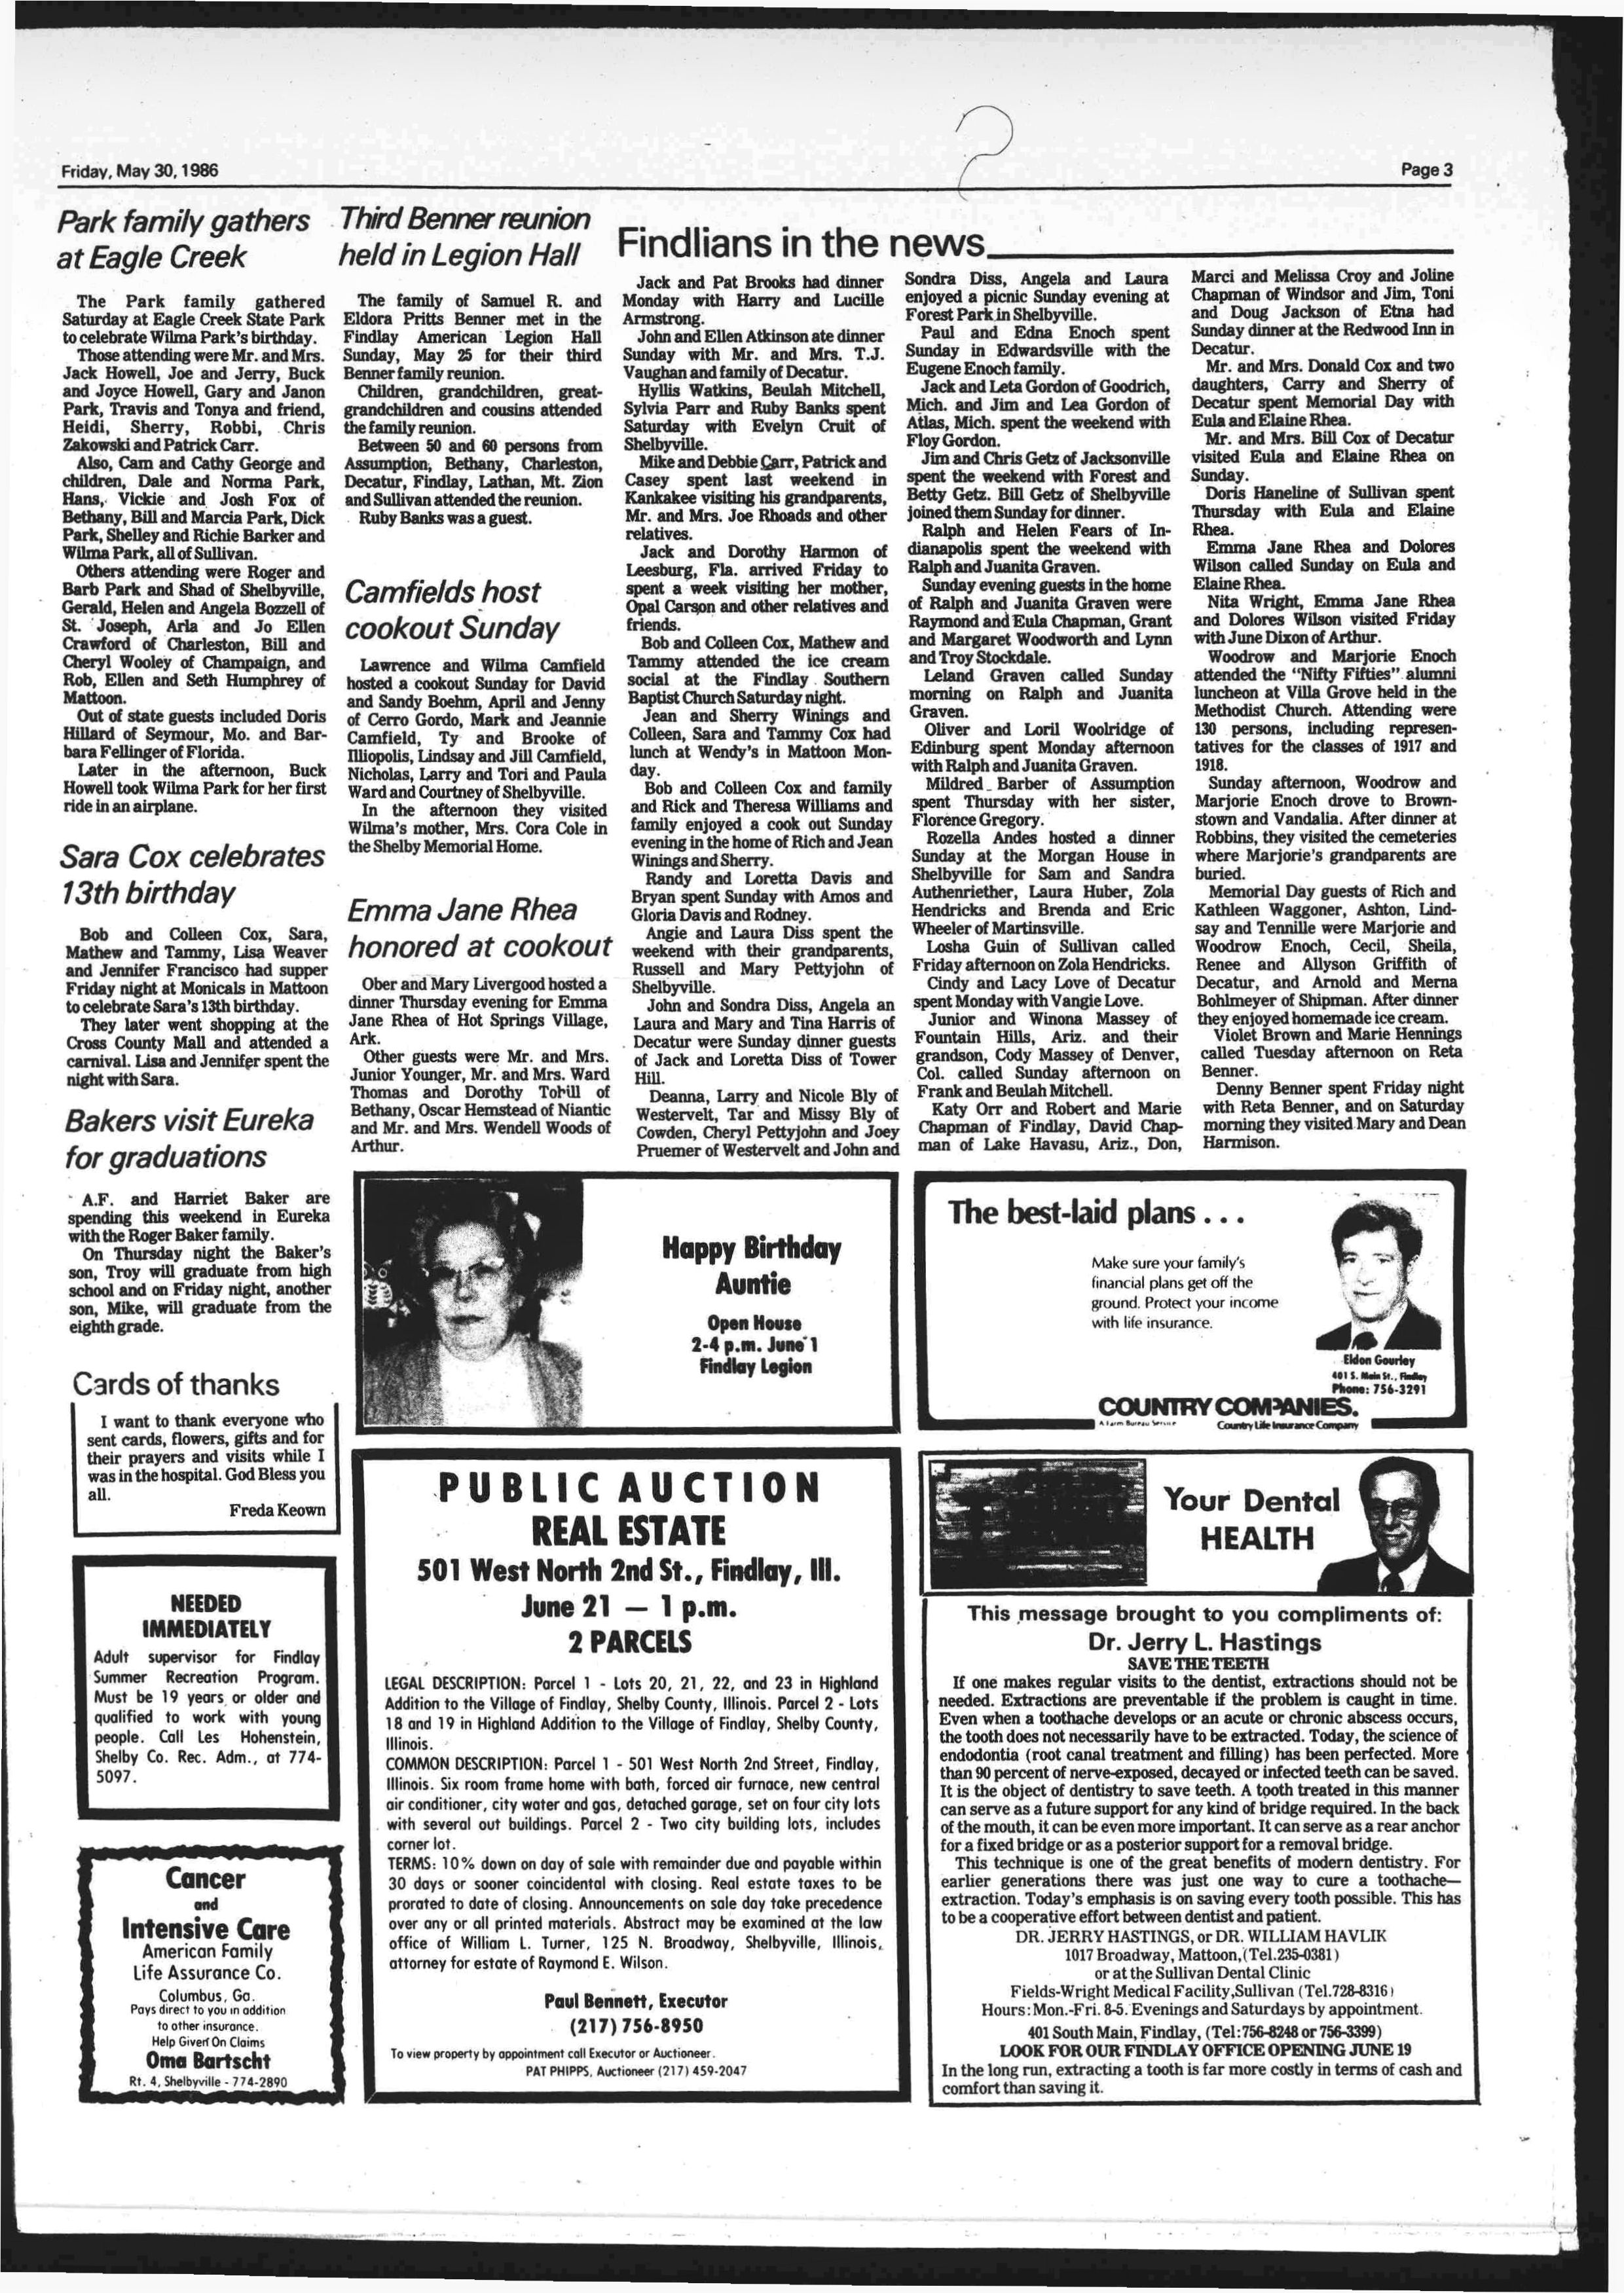 Friday, May 30, 1986
Page 3
Park family gathers
at Eagle Creek
The Park family gathered
Saturday at Eagle Creek State Park
to celebrate Wilma Park's birthday.
Those attending were Mr. and Mrs.
Jack Howell, Joe and Jerry, Buck
and Joyce Howell, Gary and Janon
Park, Travis and Tonya and friend,
Heidi, Sherry, Robbi, Chris
Zakowski and Patrick Carr.
Also, Cam and Cathy George and
children, Dale and Norma Park,
Hans, Vickie and Josh Fox of
Bethany, Bill and Marcia Park, Dick
Park, Shelley and Richie Barker and
Wilma Park, all of Sullivan.
Others attending were Roger and
Barb Park and Shad of Shelbyville,
Gerald, Helen and Angela Bozzell of
St. Joseph, Arla and Jo Ellen
Crawford of Charleston, Bill and
Cheryl Wooley of Champaign, and
Rob, Ellen and Seth Humphrey of
Mattoon.
Out of state guests included Doris
Hillard of Seymour, Mo. and Bar-
bara Fellinger of Florida.
Later in the afternoon, Buck
Howell took Wilma Park for her first
ride in an airplane.
Sara Cox celebrates
13th birthday
Bob and Colleen Cox, Sara,
Mathew and Tammy, Lisa Weaver
and Jennifer Francisco had supper
Friday night at Monicals in Mattoon
to celebrate Sara's 13th birthday.
They later went shopping at the
Cross County Mall and attended a
carnival. Lisa and Jennifer spent the
night with Sara.
Bakers visit Eureka
for graduations
A.F. and Harriet Baker are
spending this weekend in Eureka
with the Roger Baker family.
On Thursday night the Baker's
son, Troy will graduate from high
school and on Friday night, another
son, Mike, will graduate from the
eighth grade.
Cards of thanks
I want to thank everyone who
sent cards, flowers, gifts and for
their prayers and visits while I
was in the hospital. God Bless you
all.
Freda Keown
NEEDED
IMMEDIATELY
Adult supervisor for Findlay
Summer Recreation Program.
Must be 19 years or older and
qualified to work with young
people. Call Les Hohenstein,
Shelby Co. Rec. Adm., at 774-
5097.
Cancer
and
Intensive Care
American Family
Life Assurance Co.
Columbus, Ga.
Pays direct to you in addition
to other insurance.
Help Given On Claims
Oma Bartscht
Rt. 4, Shelbyville - 774-2890
Third Benner reunion
held in Legion Hall
The family of Samuel R. and
Eldora Pritts Benner met in the
Findlay American Legion Hall
Sunday, May 25 for their third
Benner family reunion.
Children, grandchildren, great-
grandchildren and cousins attended
the family reunion.
Between 50 and 60 persons from
Assumption, Bethany, Charleston,
Decatur, Findlay, Lathan, Mt. Zion
and Sullivan attended the reunion.
Ruby Banks was a guest.
Camfields host
cookout Sunday
Lawrence and Wilma Camfield
hosted a cookout Sunday for David
and Sandy Boehm, April and Jenny
of Cerro Gordo, Mark and Jeannie
Camfield, Ty and Brooke of
Illiopolis, Lindsay and Jill Camfield,
Nicholas, Larry and Tori and Paula
Ward and Courtney of Shelbyville.
In the afternoon they visited
Wilma's mother, Mrs. Cora Cole in
the Shelby Memorial Home.
Emma Jane Rhea
honored at cookout
Ober and Mary Livergood hosted a
dinner Thursday evening for Emma
Jane Rhea of Hot Springs Village,
Ark.
Other guests were Mr. and Mrs.
Junior Younger, Mr. and Mrs. Ward
Thomas and Dorothy Tohill of
Bethany, Oscar Hemstead of Niantic
and Mr. and Mrs. Wendell Woods of
Arthur.
Findlians in the news
Jack and Pat Brooks had dinner
Monday with Harry and Lucille
Armstrong.
John and Ellen Atkinson ate dinner
Sunday with Mr. and Mrs. T.J.
Vaughan and family of Decatur.
Hyllis Watkins, Beulah Mitchell,
Sylvia Parr and Ruby Banks spent
Saturday with Evelyn Cruit of
Shelbyville.
Mike and Debbie Carr, Patrick and
Casey spent last weekend in
Kankakee visiting his grandparents,
Mr. and Mrs. Joe Rhoads and other
relatives.
Jack and Dorothy Harmon of
Leesburg, Fla. arrived Friday to
spent a week visiting her mother,
Opal Carson and other relatives and
friends.
Bob and Colleen Cox, Mathew and
Tammy attended the ice cream
social at the Findlay Southern
Baptist Church Saturday night.
Jean and Sherry Winings and
Colleen, Sara and Tammy Cox had
lunch at Wendy's in Mattoon Mon-
day.
Bob and Colleen Cox and family
and Rick and Theresa Williams and
family enjoyed a cook out Sunday
evening in the home of Rich and Jean
Winings and Sherry.
Randy and Loretta Davis and
Bryan spent Sunday with Amos and
Gloria Davis and Rodney.
Angie and Laura Diss spent the
weekend with their grandparents,
Russell and Mary Pettyjohn of
Shelbyville.
John and Sondra Diss, Angela an
Laura and Mary and Tina Harris of
Decatur were Sunday dinner guests
of Jack and Loretta Diss of Tower
Hill.
Deanna, Larry and Nicole Bly of
Westervelt, Tar and Missy Bly of
Cowden, Cheryl Pettyjohn and Joey
Pruemer of Westervelt and John and
Sondra Diss, Angela and Laura
enjoyed a picnic Sunday evening at
Forest Park in Shelbyville.
Paul and Edna Enoch spent
Sunday in Edwardsville with the
Eugene Enoch family.
Jack and Leta Gordon of Goodrich,
Mich. and Jim and Lea Gordon of
Atlas, Mich. spent the weekend with
Floy Gordon.
Jim and Chris Getz of Jacksonville
spent the weekend with Forest and
Betty Getz. Bill Getz of Shelbyville
joined them Sunday for dinner.
Ralph and Helen Fears of In-
dianapolis spent the weekend with
Ralph and Juanita Graven.
Sunday evening guests in the home
of Ralph and Juanita Graven were
Raymond and Eula Chapman, Grant
and Margaret Woodworth and Lynn
and Troy Stockdale.
Leland Graven called Sunday
morning on Ralph and Juanita
Graven.
Oliver and Loril Woolridge of
Edinburg spent Monday afternoon
with Ralph and Juanita Graven.
Mildred Barber of Assumption
spent Thursday with her sister,
Florence Gregory.
Rozella Andes hosted a dinner
Sunday at the Morgan House in
Shelbyville for Sam and Sandra
Authenriether, Laura Huber, Zola
Hendricks and Brenda and Eric
Wheeler of Martinsville.
Losha Guin of Sullivan called
Friday afternoon on Zola Hendricks.
Cindy and Lacy Love of Decatur
spent Monday with Vangie Love.
Junior and Winona Massey of
Fountain Hills, Ariz. and their
grandson, Cody Massey of Denver,
Col. called Sunday afternoon on
Frank and Beulah Mitchell.
Katy Orr and Robert and Marie
Chapman of Findlay, David Chap-
man of Lake Havasu, Ariz., Don,
Marci and Melissa Croy and Joline
Chapman of Windsor and Jim, Toni
and Doug Jackson of Etna had
Sunday dinner at the Redwood Inn in
Decatur.
Mr. and Mrs. Donald Cox and two
daughters, Carry and Sherry of
Decatur spent Memorial Day with
Eula and Elaine Rhea.
Mr. and Mrs. Bill Cox of Decatur
visited Eula and Elaine Rhea on
Sunday.
Doris Haneline of Sullivan spent
Thursday with Eula and Elaine
Rhea.
Emma Jane Rhea and Dolores
Wilson called Sunday on Eula and
Elaine Rhea.
Nita Wright, Emma Jane Rhea
and Dolores Wilson visited Friday
with June Dixon of Arthur.
Woodrow and Marjorie Enoch
attended the "Nifty Fifties" alumni
luncheon at Villa Grove held in the
Methodist Church. Attending were
130 persons, including represen-
tatives for the classes of 1917 and
1918.
Sunday afternoon, Woodrow and
Marjorie Enoch drove to Brown-
stown and Vandalia. After dinner at
Robbins, they visited the cemeteries
where Marjorie's grandparents are
buried.
Memorial Day guests of Rich and
Kathleen Waggoner, Ashton, Lind-
say and Tennille were Marjorie and
Woodrow Enoch, Cecil, Sheila,
Renee and Allyson Griffith of
Decatur, and Arnold and Merna
Bohlmeyer of Shipman. After dinner
they enjoyed homemade ice cream.
Violet Brown and Marie Hennings
called Tuesday afternoon on Reta
Benner.
Denny Benner spent Friday night
with Reta Benner, and on Saturday
morning they visited Mary and Dean
Harmison.
Happy Birthday
Auntie
Open House
2-4 p.m. June 1
Findlay Legion
The best-laid plans . . .
Make sure your family's
financial plans get off the
ground. Protect your income
with life insurance.
Eldon Gourley
401 S. Main St., Findlay
Phone: 756-3291
COUNTRY COMPANIES.
A Farm Bureau Service
Country Life Insurance Company
PUBLIC AUCTION
REAL ESTATE
501 West North 2nd St., Findlay, Ill.
June 21 — 1 p.m.
2 PARCELS
LEGAL DESCRIPTION: Parcel 1 - Lots 20, 21, 22, and 23 in Highland
Addition to the Village of Findlay, Shelby County, Illinois. Parcel 2 - Lots
18 and 19 in Highland Addition to the Village of Findlay, Shelby County,
Illinois.
COMMON DESCRIPTION: Parcel 1 - 501 West North 2nd Street, Findlay,
Illinois. Six room frame home with bath, forced air furnace, new central
air conditioner, city water and gas, detached garage, set on four city lots
with several out buildings. Parcel 2 - Two city building lots, includes
corner lot.
TERMS: 10% down on day of sale with remainder due and payable within
30 days or sooner coincidental with closing. Real estate taxes to be
prorated to date of closing. Announcements on sale day take precedence
over any or all printed materials. Abstract may be examined at the law
office of William L. Turner, 125 N. Broadway, Shelbyville, Illinois,
attorney for estate of Raymond E. Wilson.
Paul Bennett, Executor
(217) 756-8950
To view property by appointment call Executor or Auctioneer.
PAT PHIPPS, Auctioneer (217) 459-2047
Your Dental
HEALTH
This message brought to you compliments of:
Dr. Jerry L. Hastings
SAVE THE TEETH
If one makes regular visits to the dentist, extractions should not be
needed. Extractions are preventable if the problem is caught in time.
Even when a toothache develops or an acute or chronic abscess occurs,
the tooth does not necessarily have to be extracted. Today, the science of
endodontia (root canal treatment and filling) has been perfected. More
than 90 percent of nerve-exposed, decayed or infected teeth can be saved.
It is the object of dentistry to save teeth. A tooth treated in this manner
can serve as a future support for any kind of bridge required. In the back
of the mouth, it can be even more important. It can serve as a rear anchor
for a fixed bridge or as a posterior support for a removal bridge.
This technique is one of the great benefits of modern dentistry. For
earlier generations there was just one way to cure a toothache—
extraction. Today's emphasis is on saving every tooth possible. This has
to be a cooperative effort between dentist and patient.
DR. JERRY HASTINGS, or DR. WILLIAM HAVLIK
1017 Broadway, Mattoon, (Tel.235-0381)
or at the Sullivan Dental Clinic
Fields-Wright Medical Facility,Sullivan (Tel.728-8316)
Hours: Mon.-Fri. 8-5. Evenings and Saturdays by appointment.
401 South Main, Findlay, (Tel:756-8248 or 756-3399)
LOOK FOR OUR FINDLAY OFFICE OPENING JUNE 19
In the long run, extracting a tooth is far more costly in terms of cash and
comfort than saving it.